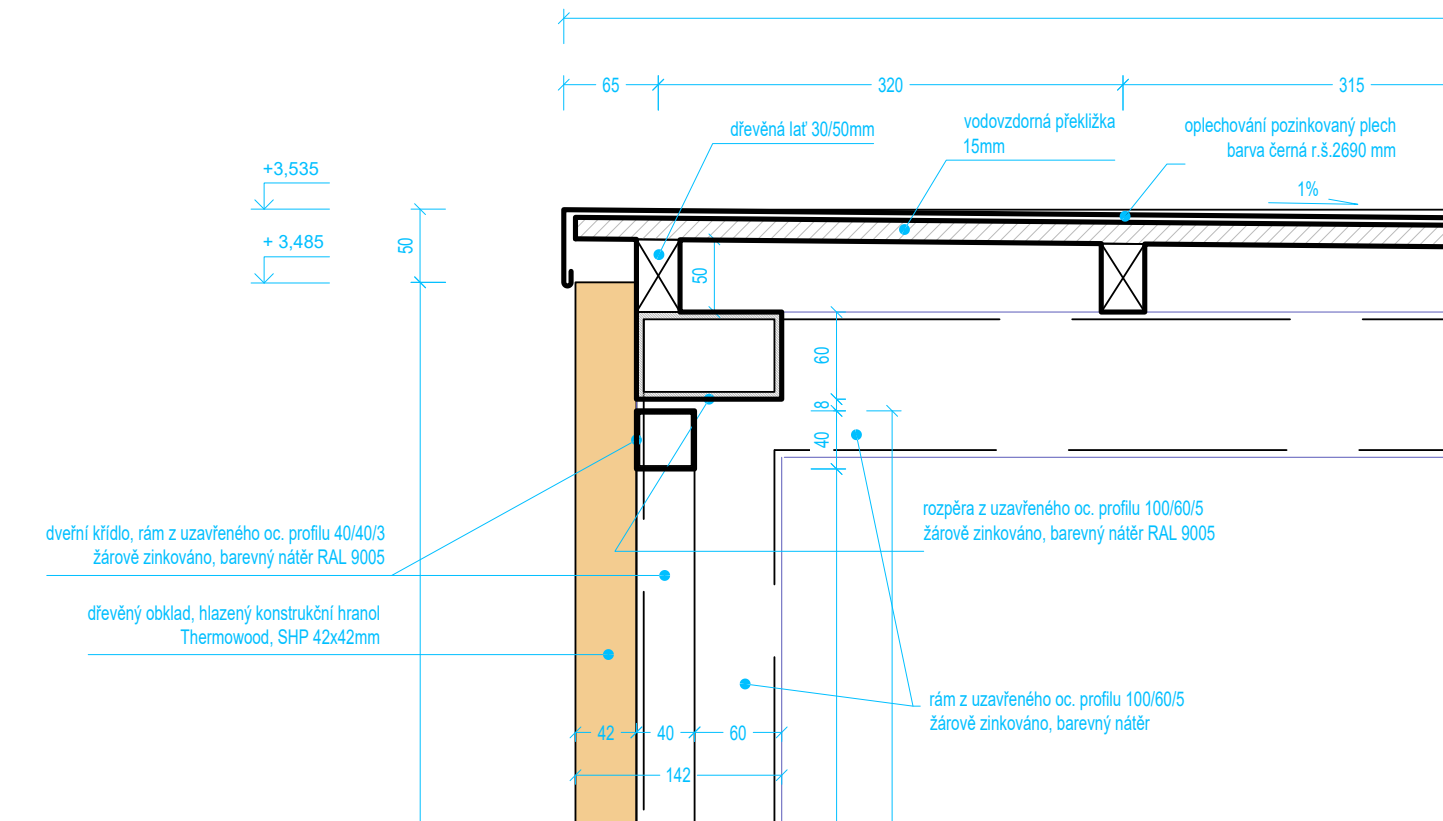 65
320
315
dřevěná lať 30/50mm
vodovzdorná překližka
15mm
oplechování pozinkovaný plech
barva černá r.š.2690 mm
1%
+3,535
+ 3,485
50
50
60
8
40
rozpěra z uzavřeného oc. profilu 100/60/5
žárově zinkováno, barevný nátěr RAL 9005
dveřní křídlo, rám z uzavřeného oc. profilu 40/40/3
žárově zinkováno, barevný nátěr RAL 9005
dřevěný obklad, hlazený konstrukční hranol
Thermowood, SHP 42x42mm
rám z uzavřeného oc. profilu 100/60/5
žárově zinkováno, barevný nátěr
42
40
60
142